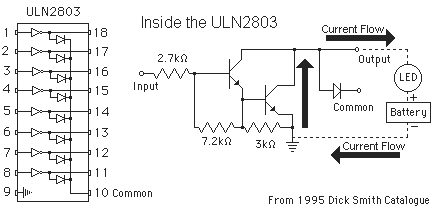 ULN2803
Inside the ULN2803
1 18
2 17
3 16
4 15
5 14
6 13
7 12
8 11
9 10 Common
Current Flow
2.7kΩ
Input
Output
LED
+
Common
Battery
−
7.2kΩ
3kΩ
Current Flow
From 1995 Dick Smith Catalogue